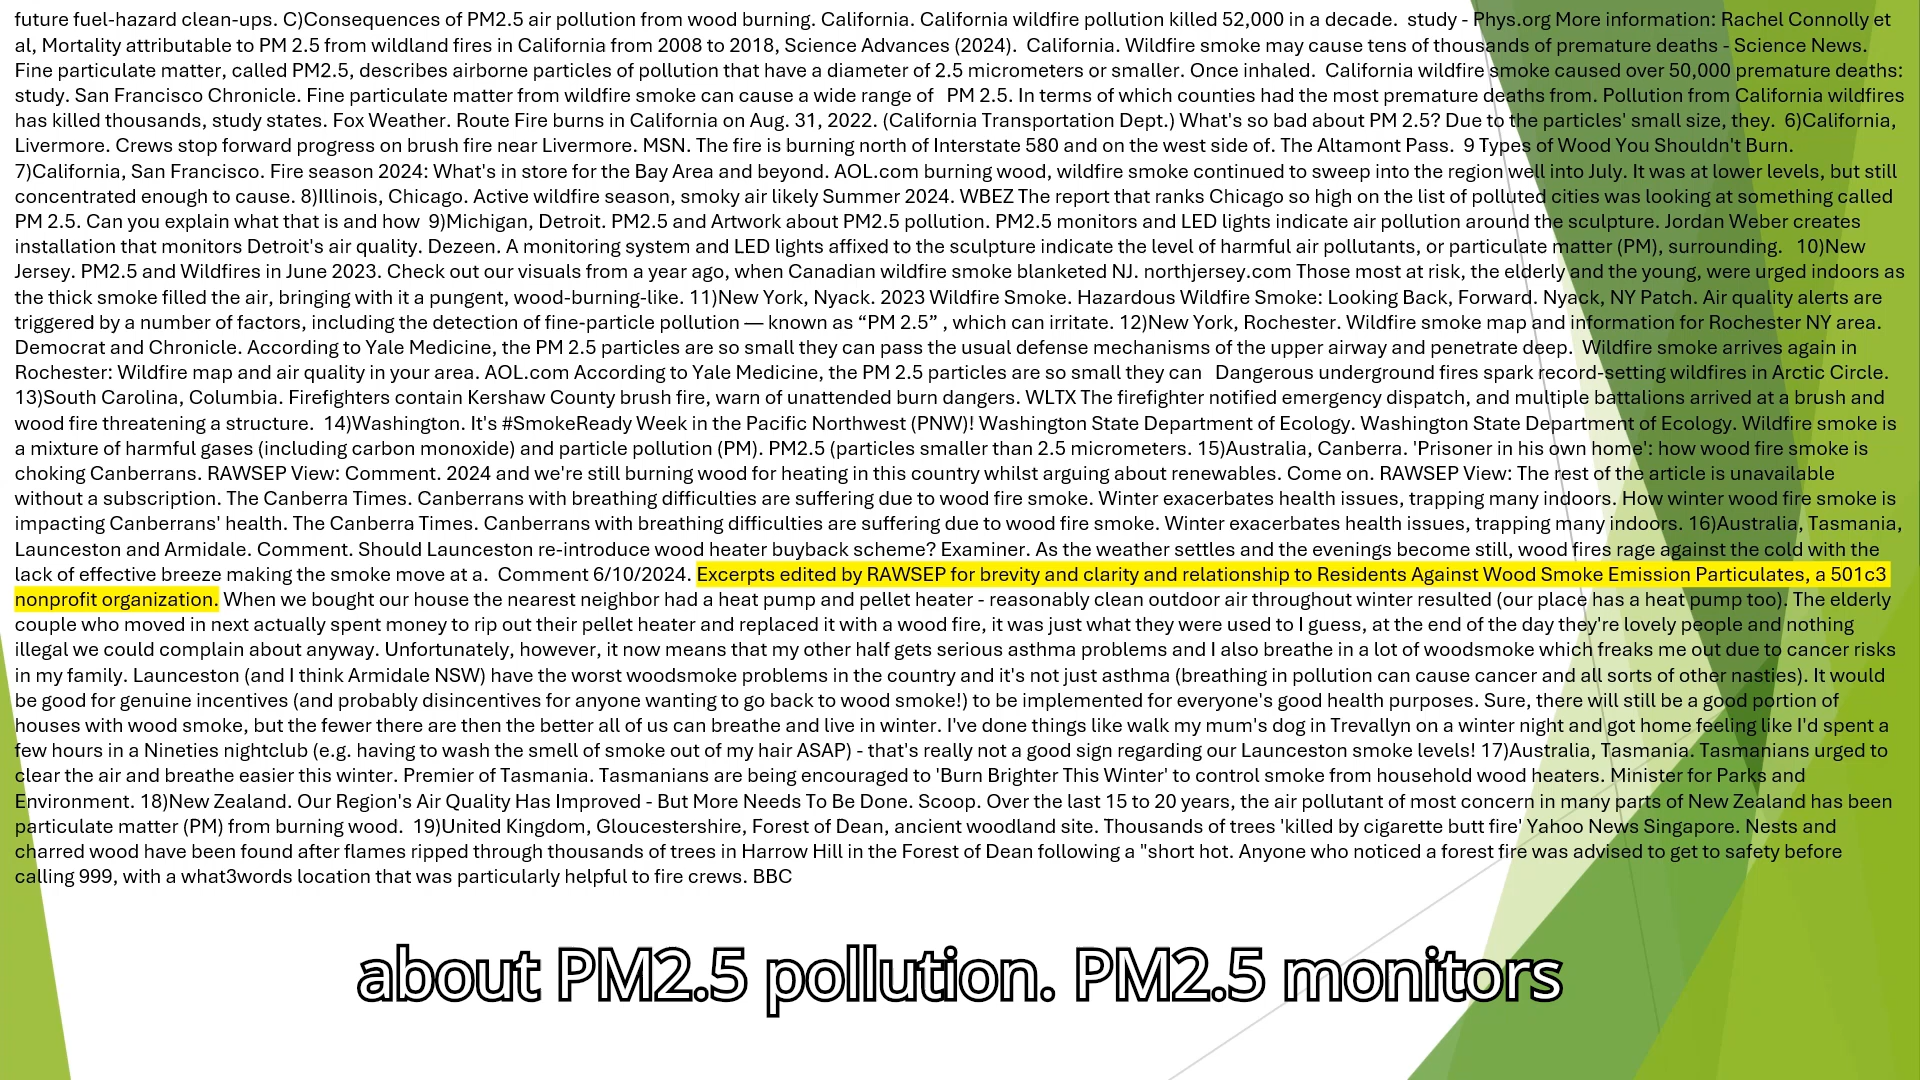 future fuel-hazard clean-ups. C)Consequences of PM2.5 air pollution from wood burning. California. California wildfire pollution killed 52,000 in a decade.  study - Phys.org More information: Rachel Connolly et
al, Mortality attributable to PM 2.5 from wildland fires in California from 2008 to 2018, Science Advances (2024).  California. Wildfire smoke may cause tens of thousands of premature deaths - Science News.
Fine particulate matter, called PM2.5, describes airborne particles of pollution that have a diameter of 2.5 micrometers or smaller. Once inhaled.  California wildfire smoke caused over 50,000 premature deaths:
study. San Francisco Chronicle. Fine particulate matter from wildfire smoke can cause a wide range of  PM 2.5. In terms of which counties had the most premature deaths from. Pollution from California wildfires
has killed thousands, study states. Fox Weather. Route Fire burns in California on Aug. 31, 2022. (California Transportation Dept.) What's so bad about PM 2.5? Due to the particles' small size, they.  6)California,
Livermore. Crews stop forward progress on brush fire near Livermore. MSN. The fire is burning north of Interstate 580 and on the west side of. The Altamont Pass.  9 Types of Wood You Shouldn't Burn.
7)California, San Francisco. Fire season 2024: What's in store for the Bay Area and beyond. AOL.com burning wood, wildfire smoke continued to sweep into the region well into July. It was at lower levels, but still
concentrated enough to cause. 8)Illinois, Chicago. Active wildfire season, smoky air likely Summer 2024. WBEZ The report that ranks Chicago so high on the list of polluted cities was looking at something called
PM 2.5. Can you explain what that is and how  9)Michigan, Detroit. PM2.5 and Artwork about PM2.5 pollution. PM2.5 monitors and LED lights indicate air pollution around the sculpture. Jordan Weber creates
installation that monitors Detroit's air quality. Dezeen. A monitoring system and LED lights affixed to the sculpture indicate the level of harmful air pollutants, or particulate matter (PM), surrounding.  10)New
Jersey. PM2.5 and Wildfires in June 2023. Check out our visuals from a year ago, when Canadian wildfire smoke blanketed NJ. northjersey.com Those most at risk, the elderly and the young, were urged indoors as
the thick smoke filled the air, bringing with it a pungent, wood-burning-like. 11)New York, Nyack. 2023 Wildfire Smoke. Hazardous Wildfire Smoke: Looking Back, Forward. Nyack, NY Patch. Air quality alerts are
triggered by a number of factors, including the detection of fine-particle pollution — known as “PM 2.5” , which can irritate. 12)New York, Rochester. Wildfire smoke map and information for Rochester NY area.
Democrat and Chronicle. According to Yale Medicine, the PM 2.5 particles are so small they can pass the usual defense mechanisms of the upper airway and penetrate deep.  Wildfire smoke arrives again in
Rochester: Wildfire map and air quality in your area. AOL.com According to Yale Medicine, the PM 2.5 particles are so small they can  Dangerous underground fires spark record-setting wildfires in Arctic Circle.
13)South Carolina, Columbia. Firefighters contain Kershaw County brush fire, warn of unattended burn dangers. WLTX The firefighter notified emergency dispatch, and multiple battalions arrived at a brush and
wood fire threatening a structure.  14)Washington. It's #SmokeReady Week in the Pacific Northwest (PNW)! Washington State Department of Ecology. Washington State Department of Ecology. Wildfire smoke is
a mixture of harmful gases (including carbon monoxide) and particle pollution (PM). PM2.5 (particles smaller than 2.5 micrometers. 15)Australia, Canberra. 'Prisoner in his own home': how wood fire smoke is
choking Canberrans. RAWSEP View: Comment. 2024 and we're still burning wood for heating in this country whilst arguing about renewables. Come on. RAWSEP View: The rest of the article is unavailable
without a subscription. The Canberra Times. Canberrans with breathing difficulties are suffering due to wood fire smoke. Winter exacerbates health issues, trapping many indoors. How winter wood fire smoke is
impacting Canberrans' health. The Canberra Times. Canberrans with breathing difficulties are suffering due to wood fire smoke. Winter exacerbates health issues, trapping many indoors. 16)Australia, Tasmania,
Launceston and Armidale. Comment. Should Launceston re-introduce wood heater buyback scheme? Examiner. As the weather settles and the evenings become still, wood fires rage against the cold with the
lack of effective breeze making the smoke move at a.  Comment 6/10/2024. Excerpts edited by RAWSEP for brevity and clarity and relationship to Residents Against Wood Smoke Emission Particulates, a 501c3
nonprofit organization. When we bought our house the nearest neighbor had a heat pump and pellet heater - reasonably clean outdoor air throughout winter resulted (our place has a heat pump too). The elderly
couple who moved in next actually spent money to rip out their pellet heater and replaced it with a wood fire, it was just what they were used to I guess, at the end of the day they're lovely people and nothing
illegal we could complain about anyway. Unfortunately, however, it now means that my other half gets serious asthma problems and I also breathe in a lot of woodsmoke which freaks me out due to cancer risks
in my family. Launceston (and I think Armidale NSW) have the worst woodsmoke problems in the country and it's not just asthma (breathing in pollution can cause cancer and all sorts of other nasties). It would
be good for genuine incentives (and probably disincentives for anyone wanting to go back to wood smoke!) to be implemented for everyone's good health purposes. Sure, there will still be a good portion of
houses with wood smoke, but the fewer there are then the better all of us can breathe and live in winter. I've done things like walk my mum's dog in Trevallyn on a winter night and got home feeling like I'd spent a
few hours in a Nineties nightclub (e.g. having to wash the smell of smoke out of my hair ASAP) - that's really not a good sign regarding our Launceston smoke levels! 17)Australia, Tasmania. Tasmanians urged to
clear the air and breathe easier this winter. Premier of Tasmania. Tasmanians are being encouraged to 'Burn Brighter This Winter' to control smoke from household wood heaters. Minister for Parks and
Environment. 18)New Zealand. Our Region's Air Quality Has Improved - But More Needs To Be Done. Scoop. Over the last 15 to 20 years, the air pollutant of most concern in many parts of New Zealand has been
particulate matter (PM) from burning wood.  19)United Kingdom, Gloucestershire, Forest of Dean, ancient woodland site. Thousands of trees 'killed by cigarette butt fire' Yahoo News Singapore. Nests and
charred wood have been found after flames ripped through thousands of trees in Harrow Hill in the Forest of Dean following a "short hot. Anyone who noticed a forest fire was advised to get to safety before
calling 999, with a what3words location that was particularly helpful to fire crews. BBC
about PM2.5 pollution. PM2.5 monitors